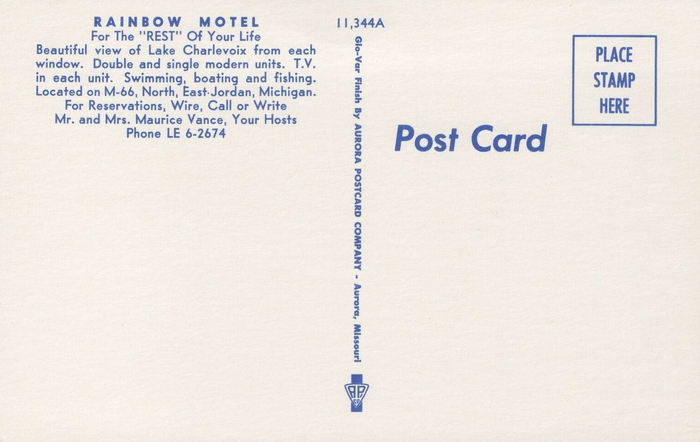 RAINBOW MOTEL
For The "REST" Of Your Life
Beautiful view of Lake Charlevoix from each
window. Double and single modern units. T.V.
in each unit. Swimming, boating and fishing.
Located on M-66, North, East Jordan, Michigan.
For Reservations, Wire, Call or Write
Mr. and Mrs. Maurice Vance, Your Hosts
Phone LE 6-2674
11,344A
Glo-Var Finish By AURORA POSTCARD COMPANY - Aurora, Missouri
Post Card
PLACE
STAMP
HERE